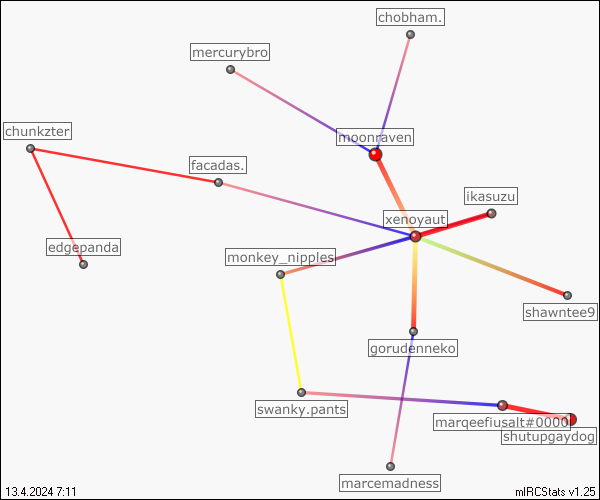 chobham.
mercurybro
chunkzter
moonraven
facadas.
ikasuzu
xenoyaut
edgepanda
monkey_nipples
shawntee9
gorudenneko
swanky.pants
marqeefiusalt#0000
shutupgaydog
marcemadness
13.4.2024 7:11
mIRCStats v1.25